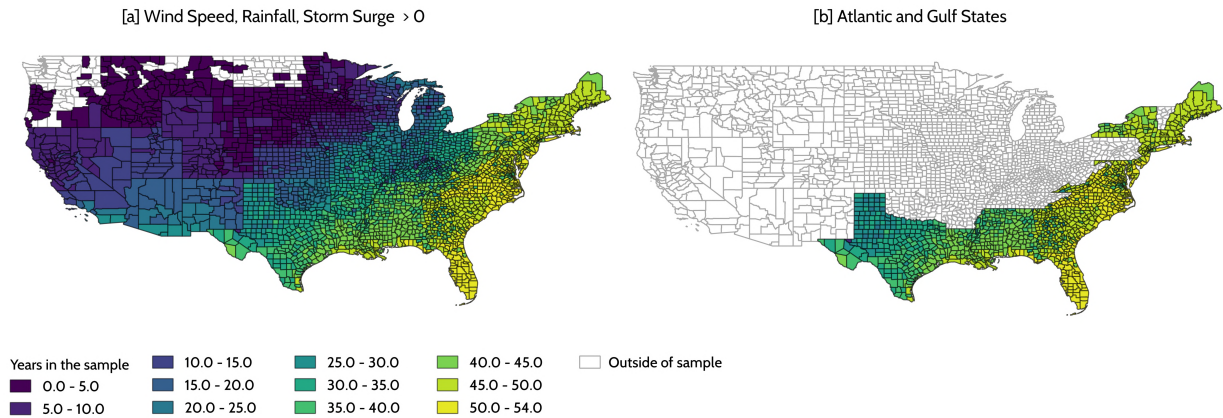 [a] Wind Speed, Rainfall, Storm Surge > 0
[b] Atlantic and Gulf States
Years in the sample
0.0 - 5.0
5.0 - 10.0
10.0 - 15.0
15.0 - 20.0
20.0 - 25.0
25.0 - 30.0
30.0 - 35.0
35.0 - 40.0
40.0 - 45.0
45.0 - 50.0
50.0 - 54.0
Outside of sample